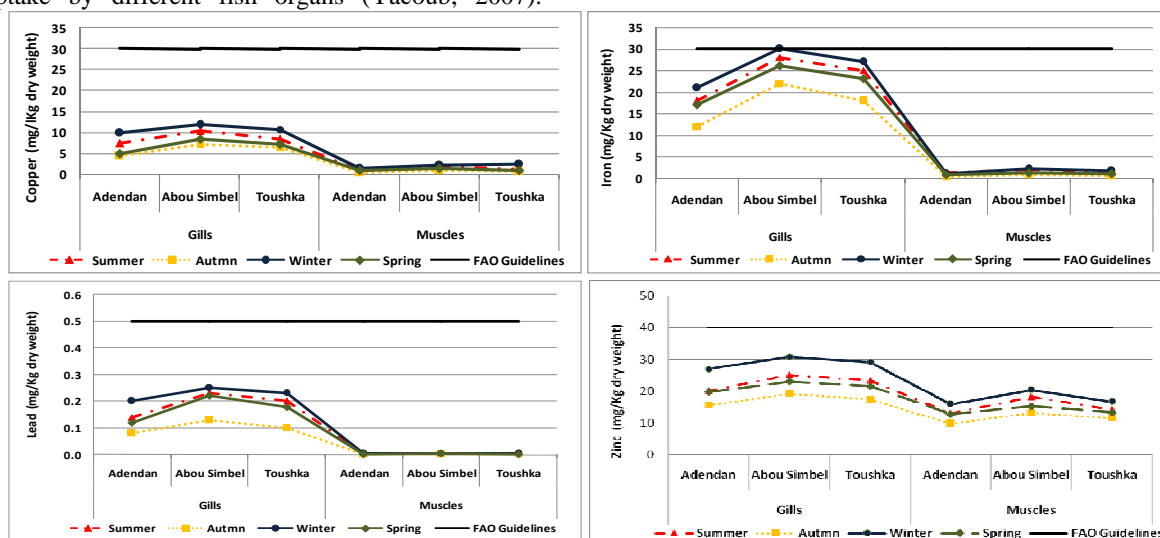 ptake by different fish organs (Yacoub, 2007).
Copper (mg/lKg dry weight)
35
30
25
20
15
10
5
0
Adendan Abou Simbel Toushka Adendan Abou Simbel Toushka
Gills Muscles
Summer Autmn Winter Spring FAO Guidelines
Iron (mg/Kg dry weight)
35
30
25
20
15
10
5
0
Adendan Abou Simbel Toushka Adendan Abou Simbel Toushka
Gills Muscles
Summer Autmn Winter Spring FAO Guidelines
Lead (mg/Kg dry weight)
0.6
0.5
0.4
0.3
0.2
0.1
0.0
Adendan Abou Simbel Toushka Adendan Abou Simbel Toushka
Gills Muscles
Summer Autmn Winter Spring FAO Guidelines
Zinc (mg/Kg dry weight)
50
40
30
20
10
0
Adendan Abou Simbel Toushka Adendan Abou Simbel Toushka
Gills Muscles
Summer Autmn Winter Spring FAO Guidelines